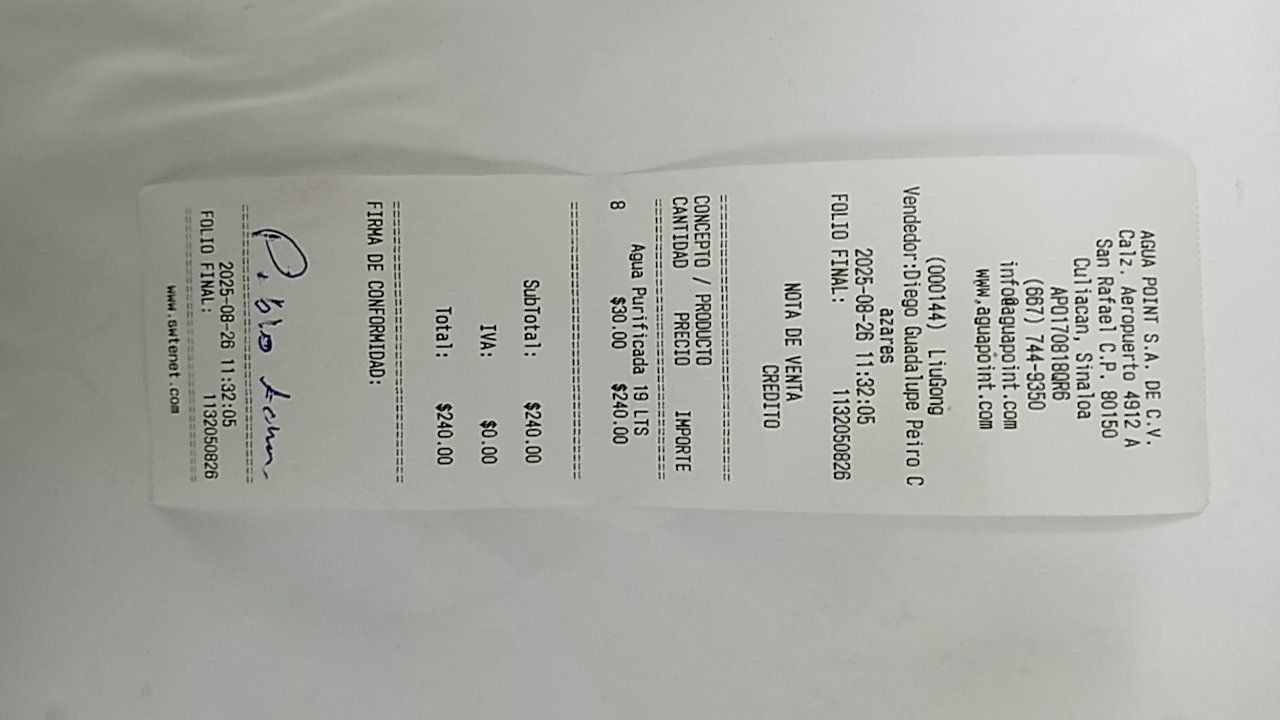 AGUA POINT S.A. DE C.V.
Calz. Aeropuerto 4912 A
San Rafael C.P. 80150
Culiacan, Sinaloa
APO170818QR6
(667) 744-9350
info@aguapoint.com
www.aguapoint.com
(000144) LiuGong
Vendedor:Diego Guadalupe Peiro C
azares
2025-08-26 11:32:05
FOLIO FINAL: 1132050826
NOTA DE VENTA
CREDITO
================================
CONCEPTO / PRODUCTO
CANTIDAD PRECIO IMPORTE
================================
Agua Purificada 19 LTS
8 $30.00 $240.00
================================
SubTotal: $240.00
IVA: $0.00
Total: $240.00
================================
FIRMA DE CONFORMIDAD:
================================
2025-08-26 11:32:05
FOLIO FINAL: 1132050826
================================
www.swtenet.com